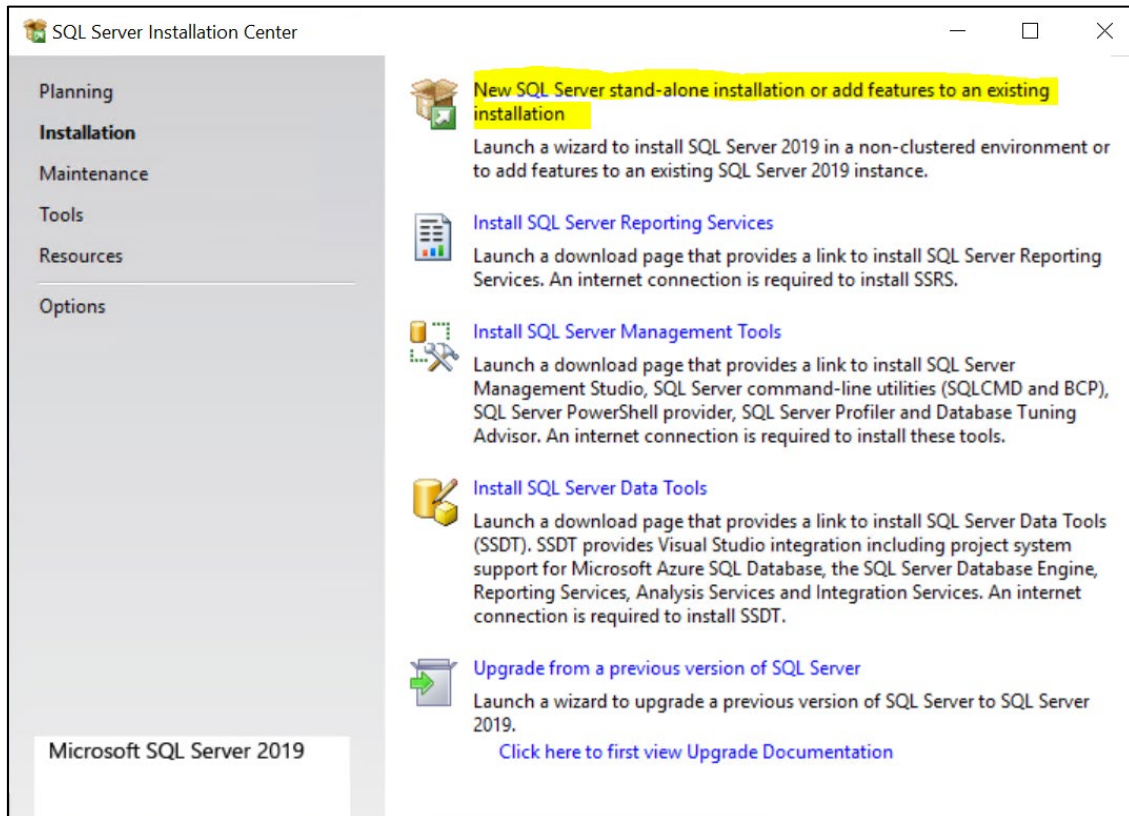 SQL Server Installation Center
Planning
Installation
Maintenance
Tools
Resources
Options
Microsoft SQL Server 2019
New SQL Server stand-alone installation or add features to an existing
installation
Launch a wizard to install SQL Server 2019 in a non-clustered environment or
to add features to an existing SQL Server 2019 instance.
Install SQL Server Reporting Services
Launch a download page that provides a link to install SQL Server Reporting
Services. An internet connection is required to install SSRS.
Install SQL Server Management Tools
Launch a download page that provides a link to install SQL Server
Management Studio, SQL Server command-line utilities (SQLCMD and BCP),
SQL Server PowerShell provider, SQL Server Profiler and Database Tuning
Advisor. An internet connection is required to install these tools.
Install SQL Server Data Tools
Launch a download page that provides a link to install SQL Server Data Tools
(SSDT). SSDT provides Visual Studio integration including project system
support for Microsoft Azure SQL Database, the SQL Server Database Engine,
Reporting Services, Analysis Services and Integration Services. An internet
connection is required to install SSDT.
Upgrade from a previous version of SQL Server
Launch a wizard to upgrade a previous version of SQL Server to SQL Server
2019.
Click here to first view Upgrade Documentation